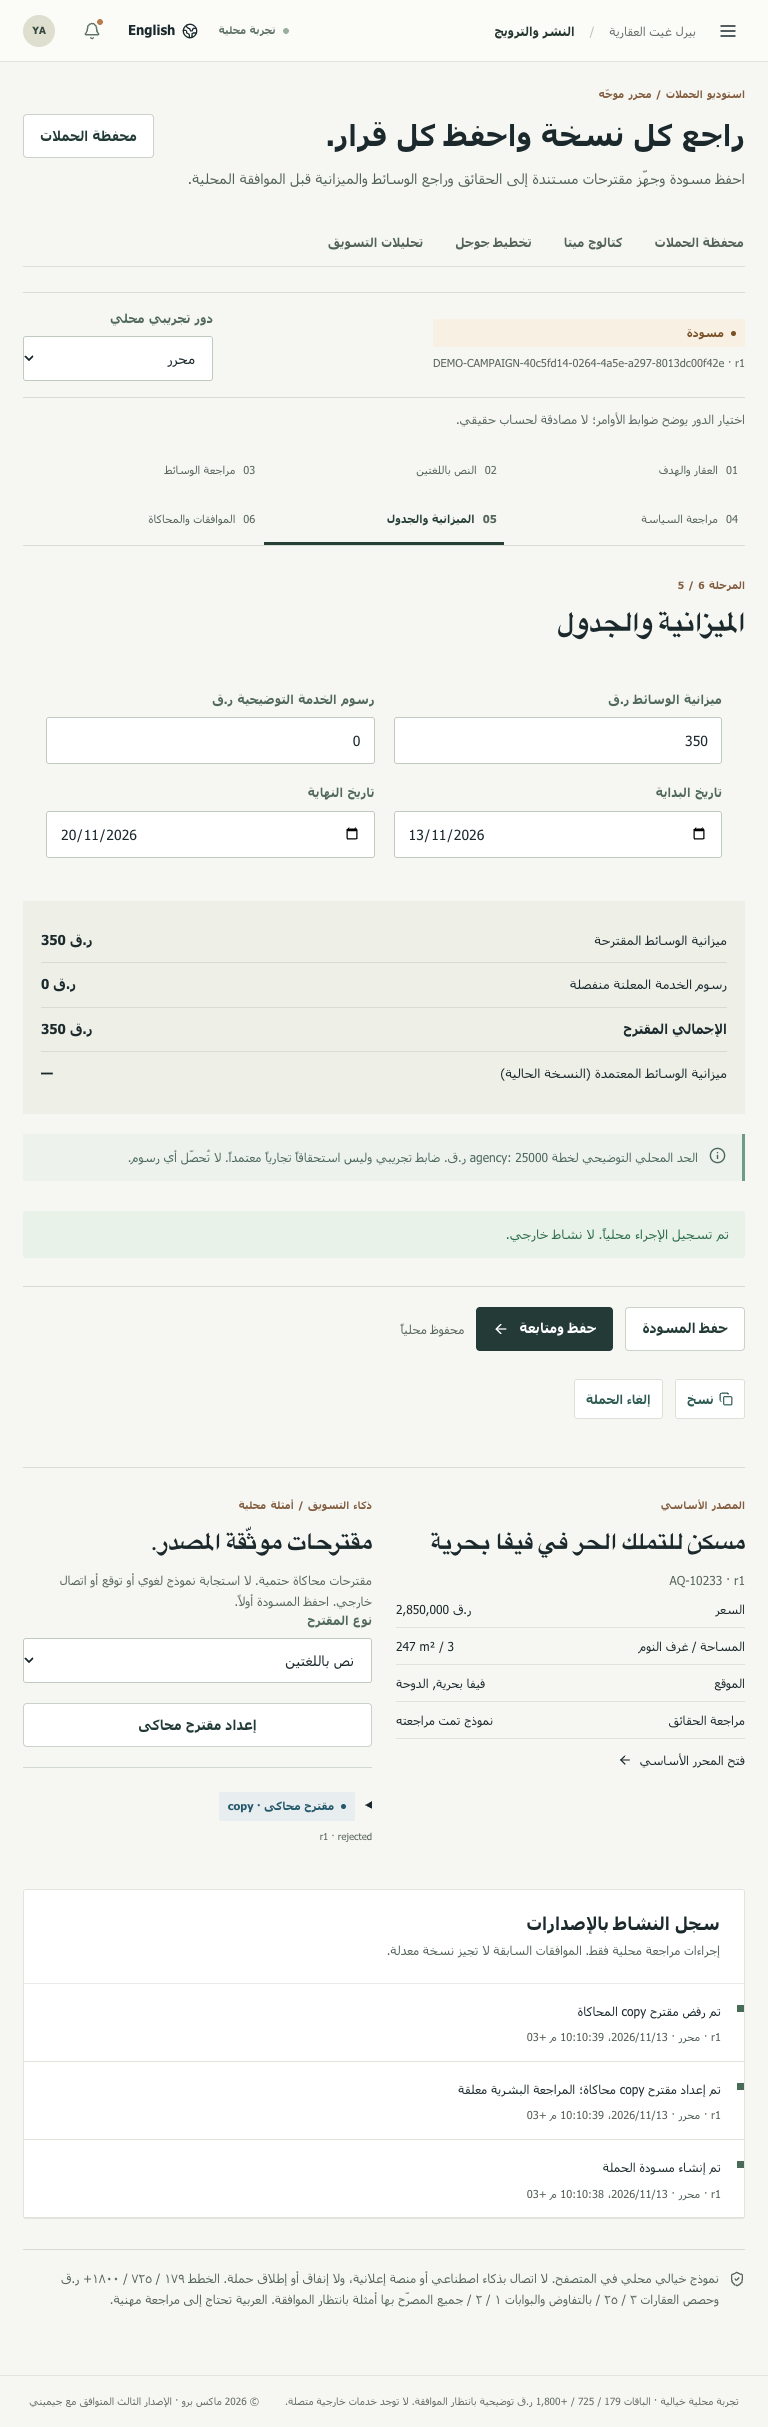 بيرل غيت العقارية / النشر والترويج
تجربة محلية
English
YA
استوديو الحملات / محرر موجّه
راجع كل نسخة واحفظ كل قرار.
محفظة الحملات
احفظ مسودة وجهّز مقترحات مستندة إلى الحقائق وراجع الوسائط والميزانية قبل الموافقة المحلية.
محفظة الحملات
كتالوج ميتا
تخطيط جوجل
تحليلات التسويق
مسودة
DEMO-CAMPAIGN-40c5fd14-0264-4a5e-a297-8013dc00f42e · r1
دور تجريبي محلي
محرر
اختيار الدور يوضح ضوابط الأوامر؛ لا مصادقة لحساب حقيقي.
01 العقار والهدف
02 النص باللغتين
03 مراجعة الوسائط
04 مراجعة السياسة
05 الميزانية والجدول
06 الموافقات والمحاكاة
المرحلة 6 / 5
الميزانية والجدول
ميزانية الوسائط ر.ق
350
رسوم الخدمة التوضيحية ر.ق
0
تاريخ البداية
13/11/2026
تاريخ النهاية
20/11/2026
ميزانية الوسائط المقترحة
350 ر.ق
رسوم الخدمة المعلنة منفصلة
0 ر.ق
الإجمالي المقترح
350 ر.ق
ميزانية الوسائط المعتمدة (النسخة الحالية)
—
الحد المحلي التوضيحي لخطة agency: 25000 ر.ق. ضابط تجريبي وليس استحقاقاً تجارياً معتمداً. لا تُحصّل أي رسوم.
تم تسجيل الإجراء محلياً. لا نشاط خارجي.
حفظ المسودة
حفظ ومتابعة
محفوظ محلياً
نسخ
إلغاء الحملة
المصدر الأساسي
مسكن للتملك الحر في فيفا بحرية
AQ-10233 · r1
السعر
2,850,000 ر.ق
المساحة / غرف النوم
247 m² / 3
الموقع
فيفا بحرية, الدوحة
مراجعة الحقائق
نموذج تمت مراجعته
فتح المحرر الأساسي
ذكاء التسويق / أمثلة محلية
مقترحات موثّقة المصدر.
مقترحات محاكاة حتمية. لا استجابة نموذج لغوي أو توقع أو اتصال
خارجي. احفظ المسودة أولاً.
نوع المقترح
نص باللغتين
إعداد مقترح محاكى
مقترح محاكى · copy
r1 · rejected
سجل النشاط بالإصدارات
إجراءات مراجعة محلية فقط. الموافقات السابقة لا تجيز نسخة معدلة.
تم رفض مقترح copy المحاكاة
r1 · محرر · 2026/11/13، 10:10:39 م +03
تم إعداد مقترح copy محاكاة؛ المراجعة البشرية معلقة
r1 · محرر · 2026/11/13، 10:10:39 م +03
تم إنشاء مسودة الحملة
r1 · محرر · 2026/11/13، 10:10:38 م +03
نموذج خيالي محلي في المتصفح. لا اتصال بذكاء اصطناعي أو منصة إعلانية، ولا إنفاق أو إطلاق حملة. الخطط ١٧٩ / ٧٢٥ / ١٨٠٠+ ر.ق
وحصص العقارات ٣ / ٢٥ / بالتفاوض والبوابات ١ / ٢ / جميع المصرّح بها أمثلة بانتظار الموافقة. العربية تحتاج إلى مراجعة مهنية.
تجربة محلية خيالية · الباقات 179 / 725 / +1,800 ر.ق توضيحية بانتظار الموافقة. لا توجد خدمات خارجية متصلة.
© 2026 ماكس برو · الإصدار الثالث المتوافق مع جيميني